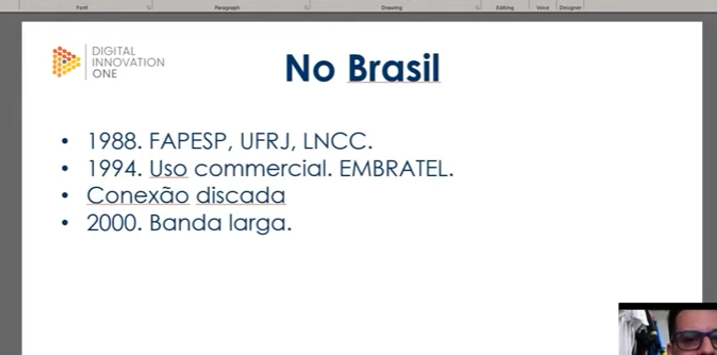 Font Paragraph Drawing Editing Voice Designer
DIGITAL
INNOVATION
ONE
No Brasil
• 1988. FAPESP, UFRJ, LNCC.
• 1994. Uso commercial. EMBRATEL.
• Conexão discada
• 2000. Banda larga.